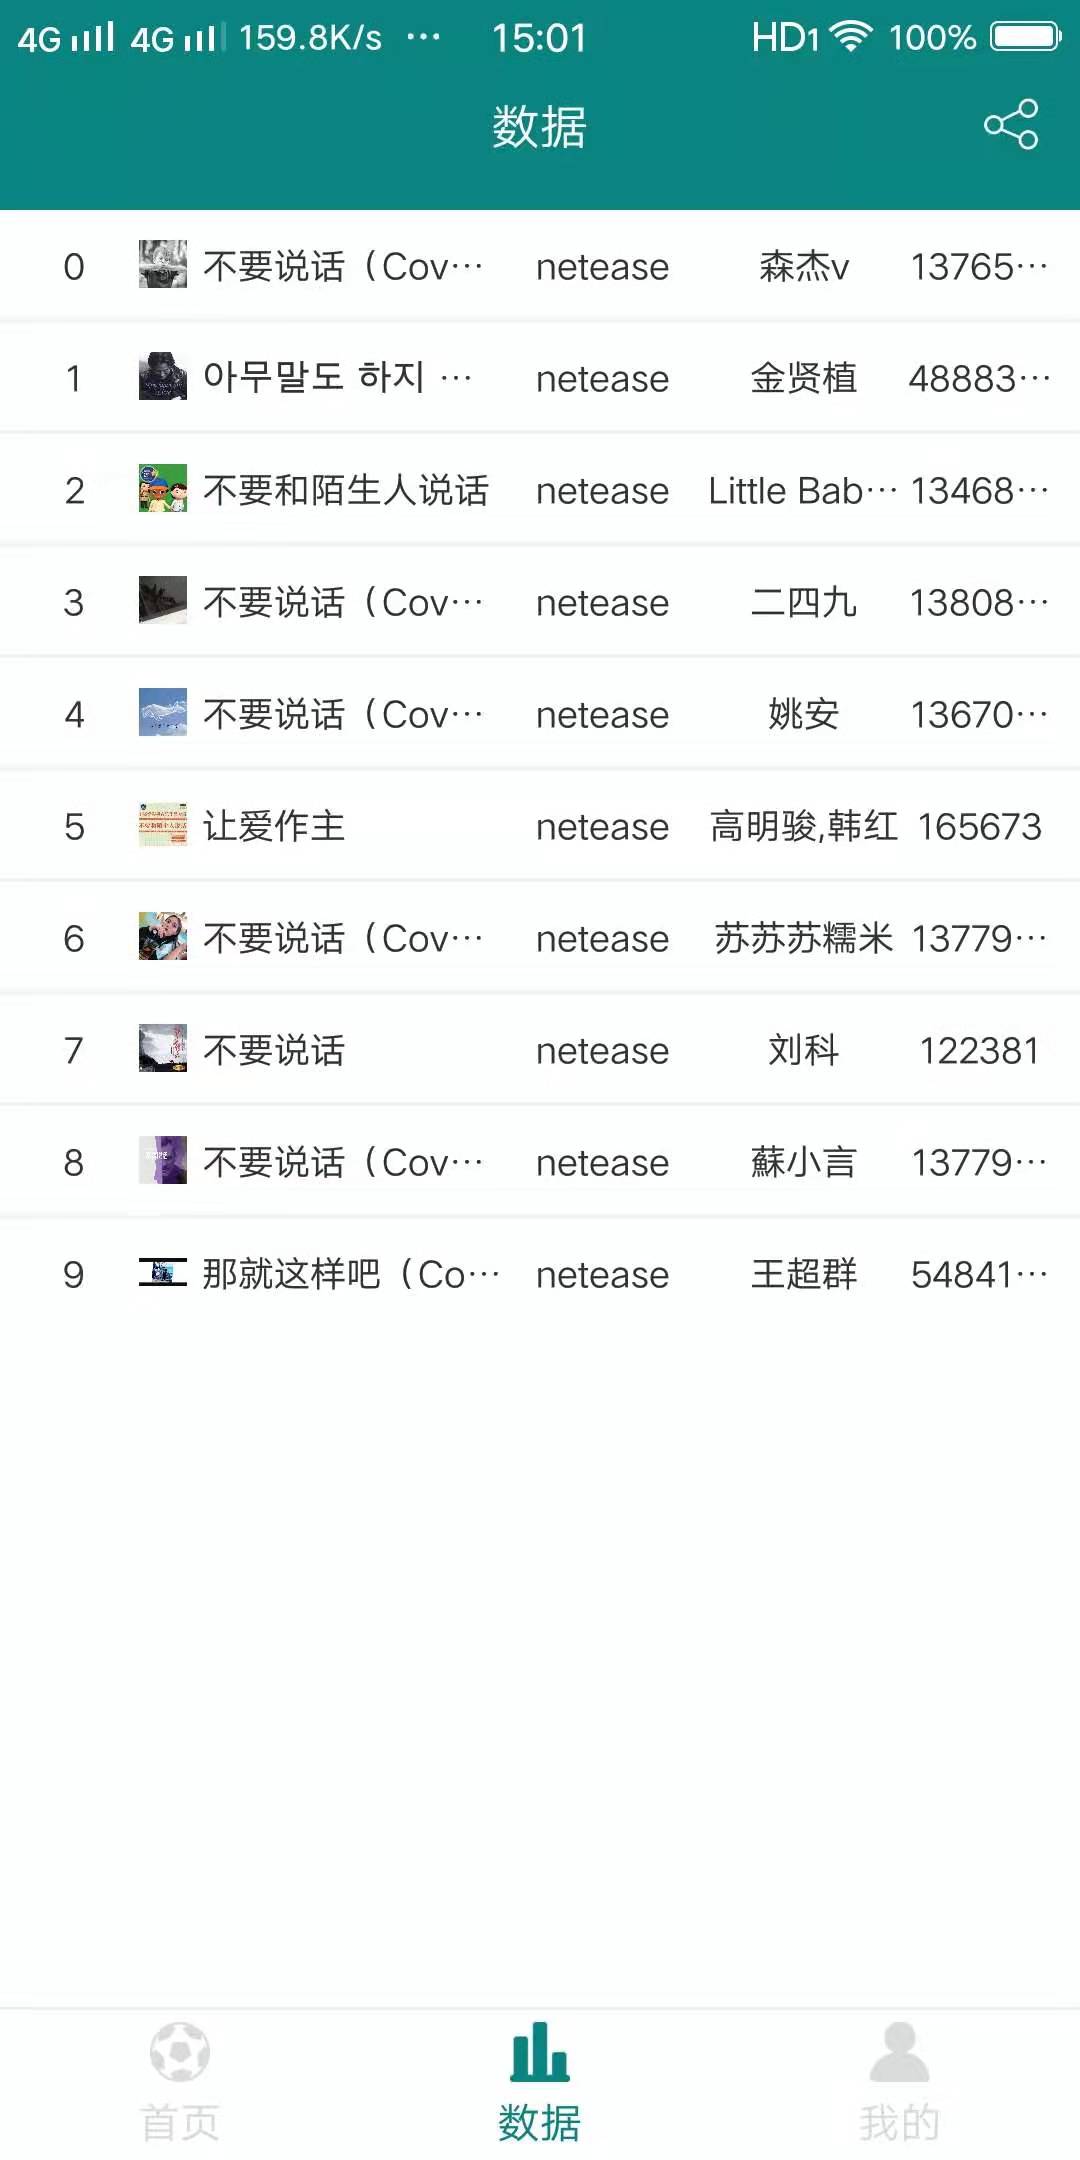 4G 4G 159.8K/s ··· 15:01 HD1 100%
数据
0 不要说话（Cov··· netease 森杰v 13765···
1 아무말도 하지 ··· netease 金贤植 48883···
2 不要和陌生人说话 netease Little Bab··· 13468···
3 不要说话（Cov··· netease 二四九 13808···
4 不要说话（Cov··· netease 姚安 13670···
5 让爱作主 netease 高明骏,韩红 165673
6 不要说话（Cov··· netease 苏苏苏糯米 13779···
7 不要说话 netease 刘科 122381
8 不要说话（Cov··· netease 蘇小言 13779···
9 那就这样吧（Co··· netease 王超群 54841···
首页 数据 我的